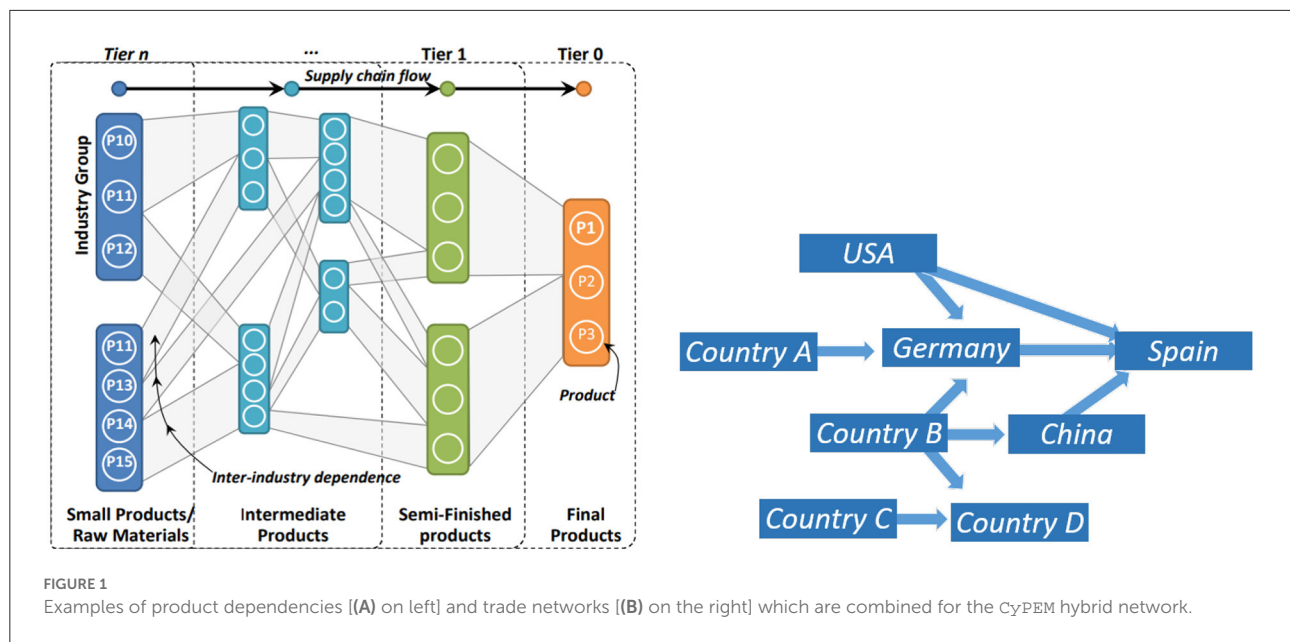 Tier n
...
Tier 1
Tier 0
Supply chain flow
Industry Group
P10
P11
P12
P11
P13
P14
P15
P1
P2
P3
Product
Inter-industry dependence
Small Products/
Raw Materials
Intermediate
Products
Semi-Finished
products
Final
Products
USA
Country A
Germany
Spain
Country B
China
Country C
Country D
FIGURE 1
Examples of product dependencies [(A) on left] and trade networks [(B) on the right] which are combined for the CyPEM hybrid network.